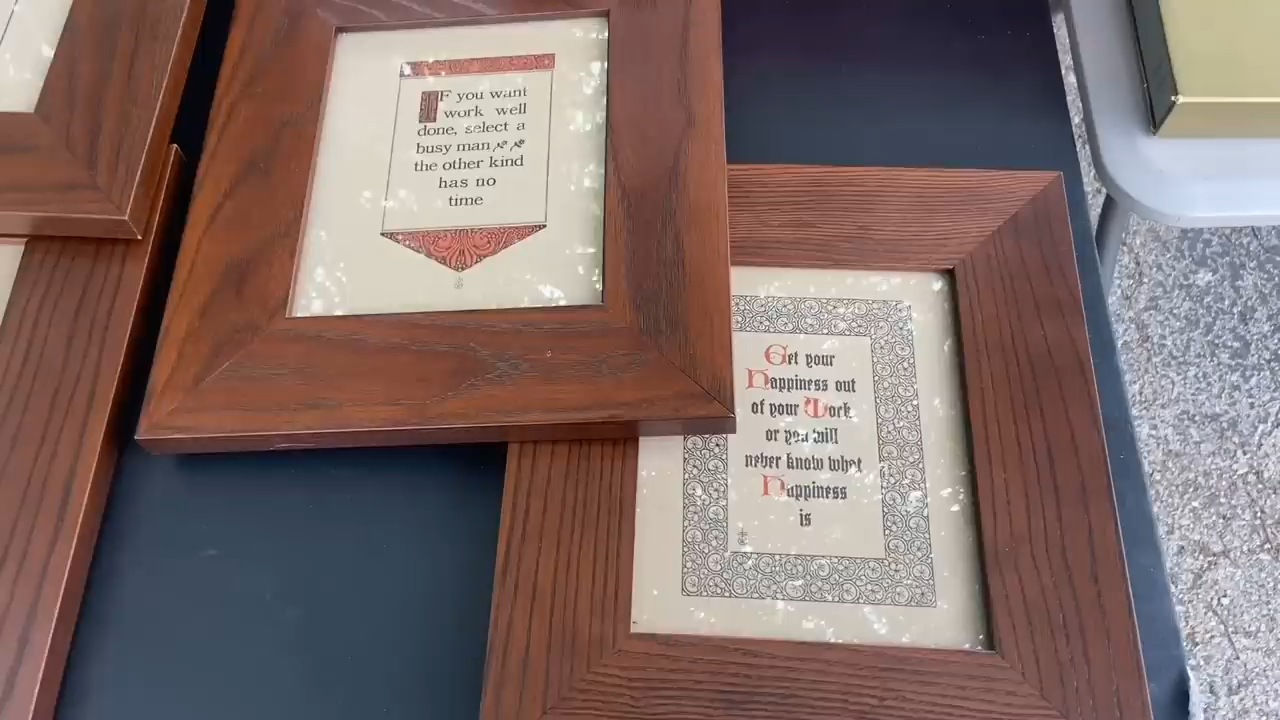 IF you want
work well
done, select a
busy man
the other kind
has no
time
Get your
Happiness out
of your Work
or you will
never know what
Happiness
is